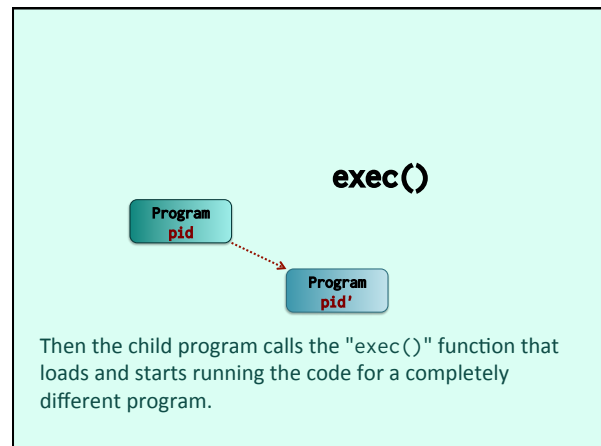 exec()
Program
pid
Program
pid'
Then the child program calls the "exec()" function that
loads and starts running the code for a completely
different program.